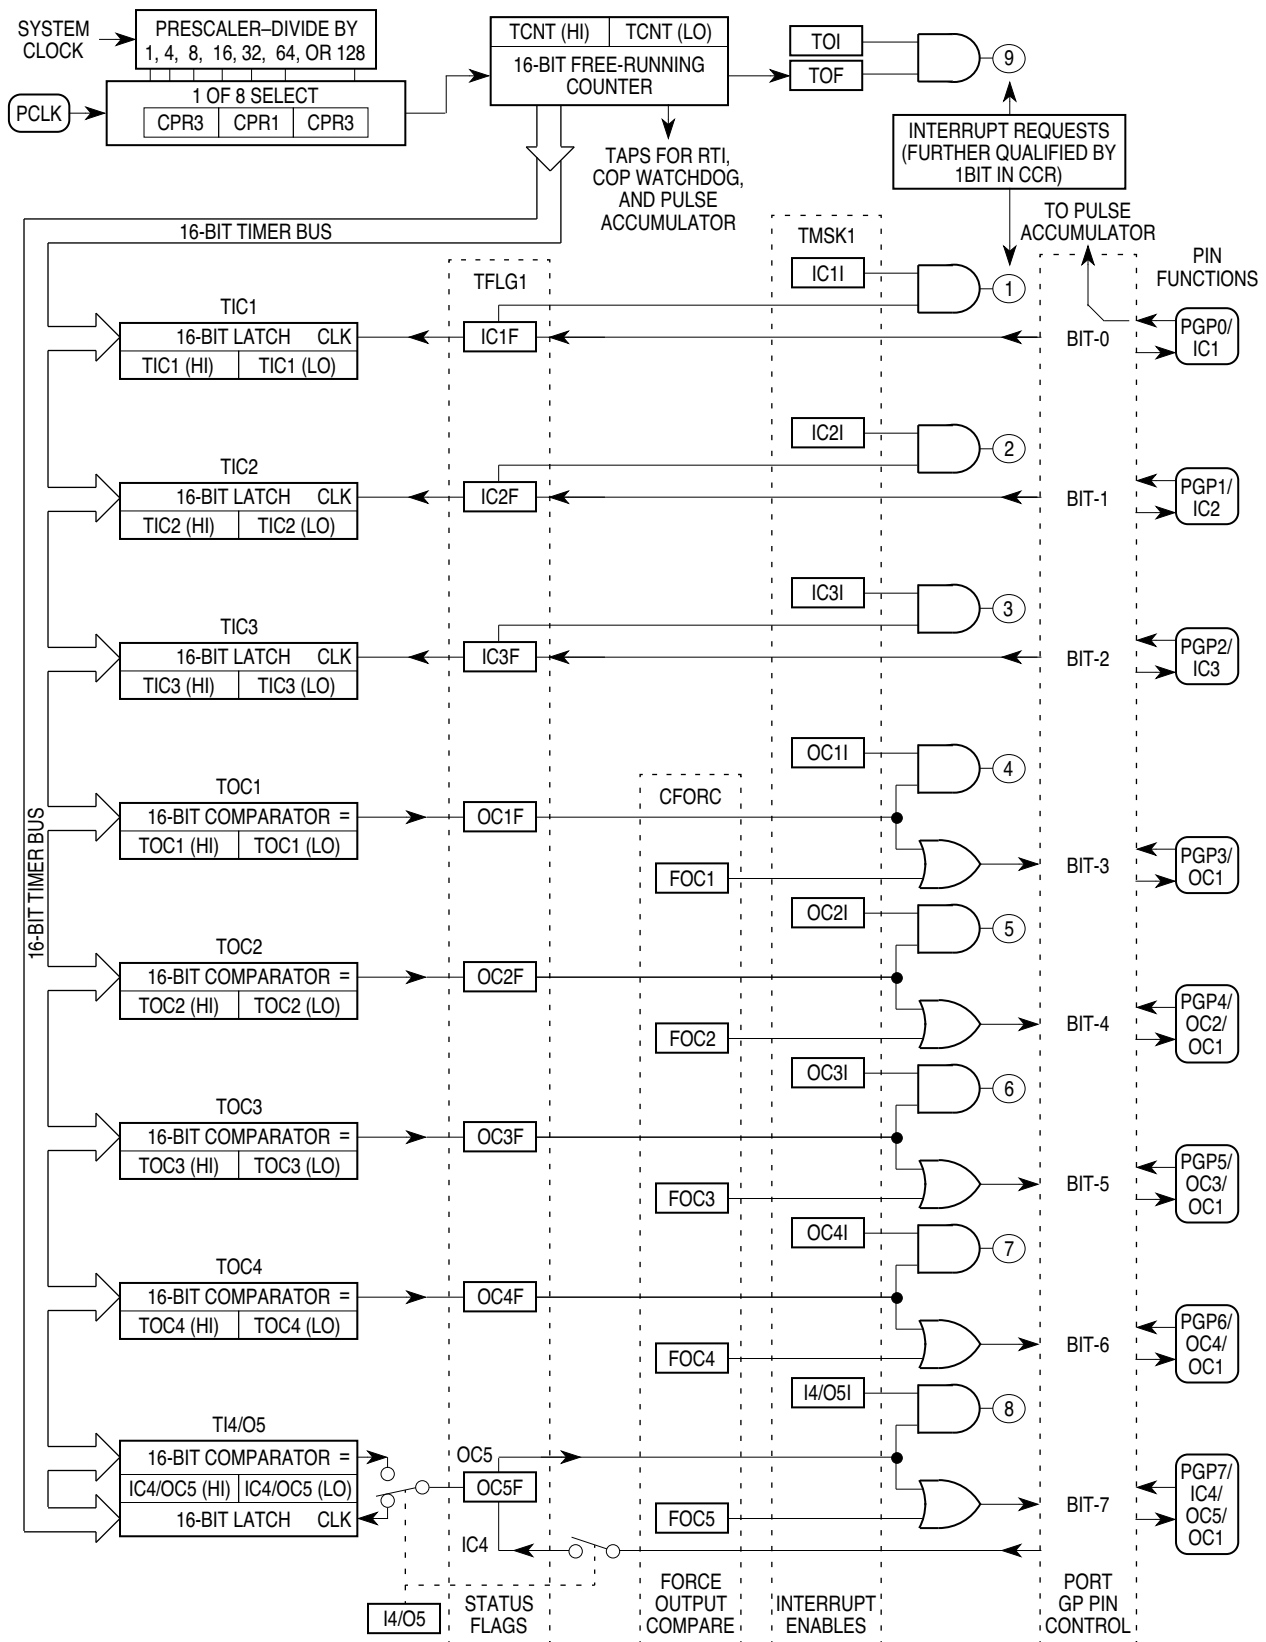 SYSTEM
CLOCK
PRESCALER–DIVIDE BY
1, 4, 8, 16, 32, 64, OR 128
PCLK
1 OF 8 SELECT
CPR3 CPR1 CPR3
TCNT (HI) TCNT (LO)
16-BIT FREE-RUNNING
COUNTER
TOI
TOF
9
INTERRUPT REQUESTS
(FURTHER QUALIFIED BY
1BIT IN CCR)
TAPS FOR RTI,
COP WATCHDOG,
AND PULSE
ACCUMULATOR
16-BIT TIMER BUS
TO PULSE
ACCUMULATOR
PIN
FUNCTIONS
TMSK1
TFLG1
IC1I
1
TIC1
16-BIT LATCH CLK
TIC1 (HI) TIC1 (LO)
IC1F
BIT-0
PGP0/
IC1
IC2I
2
TIC2
16-BIT LATCH CLK
TIC2 (HI) TIC2 (LO)
IC2F
BIT-1
PGP1/
IC2
IC3I
3
TIC3
16-BIT LATCH CLK
TIC3 (HI) TIC3 (LO)
IC3F
BIT-2
PGP2/
IC3
OC1I
4
CFORC
TOC1
16-BIT COMPARATOR =
TOC1 (HI) TOC1 (LO)
OC1F
FOC1
BIT-3
PGP3/
OC1
16-BIT TIMER BUS
OC2I
5
TOC2
16-BIT COMPARATOR =
TOC2 (HI) TOC2 (LO)
OC2F
FOC2
BIT-4
PGP4/
OC2/
OC1
OC3I
6
TOC3
16-BIT COMPARATOR =
TOC3 (HI) TOC3 (LO)
OC3F
FOC3
BIT-5
PGP5/
OC3/
OC1
OC4I
7
TOC4
16-BIT COMPARATOR =
TOC4 (HI) TOC4 (LO)
OC4F
FOC4
BIT-6
PGP6/
OC4/
OC1
I4/O5I
8
TI4/O5
16-BIT COMPARATOR =
IC4/OC5 (HI) IC4/OC5 (LO)
16-BIT LATCH CLK
OC5
OC5F
IC4
FOC5
BIT-7
PGP7/
IC4/
OC5/
OC1
I4/O5
STATUS
FLAGS
FORCE
OUTPUT
COMPARE
INTERRUPT
ENABLES
PORT
GP PIN
CONTROL